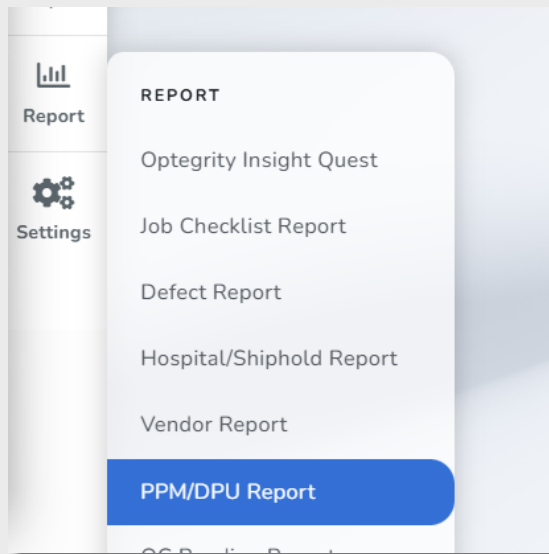 Report
Settings
REPORT
Optegrity Insight Quest
Job Checklist Report
Defect Report
Hospital/Shiphold Report
Vendor Report
PPM/DPU Report